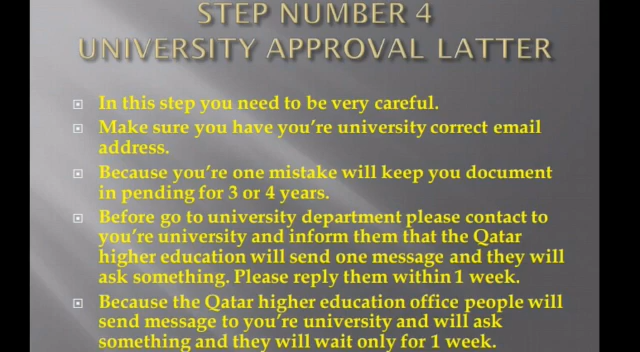 STEP NUMBER 4
UNIVERSITY APPROVAL LATTER
In this step you need to be very careful.
Make sure you have you're university correct email
address.
Because you're one mistake will keep you document
in pending for 3 or 4 years.
Before go to university department please contact to
you're university and inform them that the Qatar
higher education will send one message and they will
ask something. Please reply them within 1 week.
Because the Qatar higher education office people will
send message to you're university and will ask
something and they will wait only for 1 week.